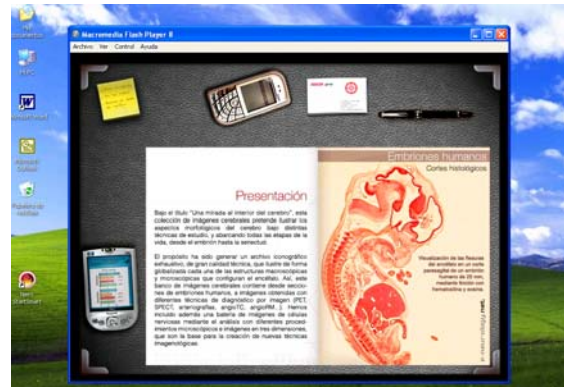 Macromedia Flash Player 8
Archivo Ver Control Ayuda
Presentación
Bajo el título "Una mirada al interior del cerebro", esta
colección de imágenes cerebrales pretende ilustrar los
aspectos morfológicos del cerebro bajo distintas
técnicas de estudio, y abarcando todas las etapas de la
vida, desde el embrión hasta la senectud.
El propósito ha sido generar un archivo iconográfico
exhaustivo, de gran calidad técnica, que ilustre de forma
globalizada cada una de las estructuras macroscópicas
y microscópicas que configuran el encéfalo. Así, este
banco de imágenes cerebrales contiene desde seccio-
nes de embriones humanos, a imágenes obtenidas con
diferentes técnicas de diagnóstico por imagen (PET,
SPECT, arteriografías, angioTC, angioRM..). Hemos
incluido además una batería de imágenes de células
nerviosas mediante el análisis con diferentes procedi-
mientos microscópicos e imágenes en tres dimensiones,
que son la base para la creación de nuevas técnicas
imagenológicas.
Embriones humanos
Cortes histológicos
Visualización de las fisuras
del encéfalo en un corte
parasagital de un embrión
humano de 25 mm,
mediante tinción con
hematoxilina y eosina.